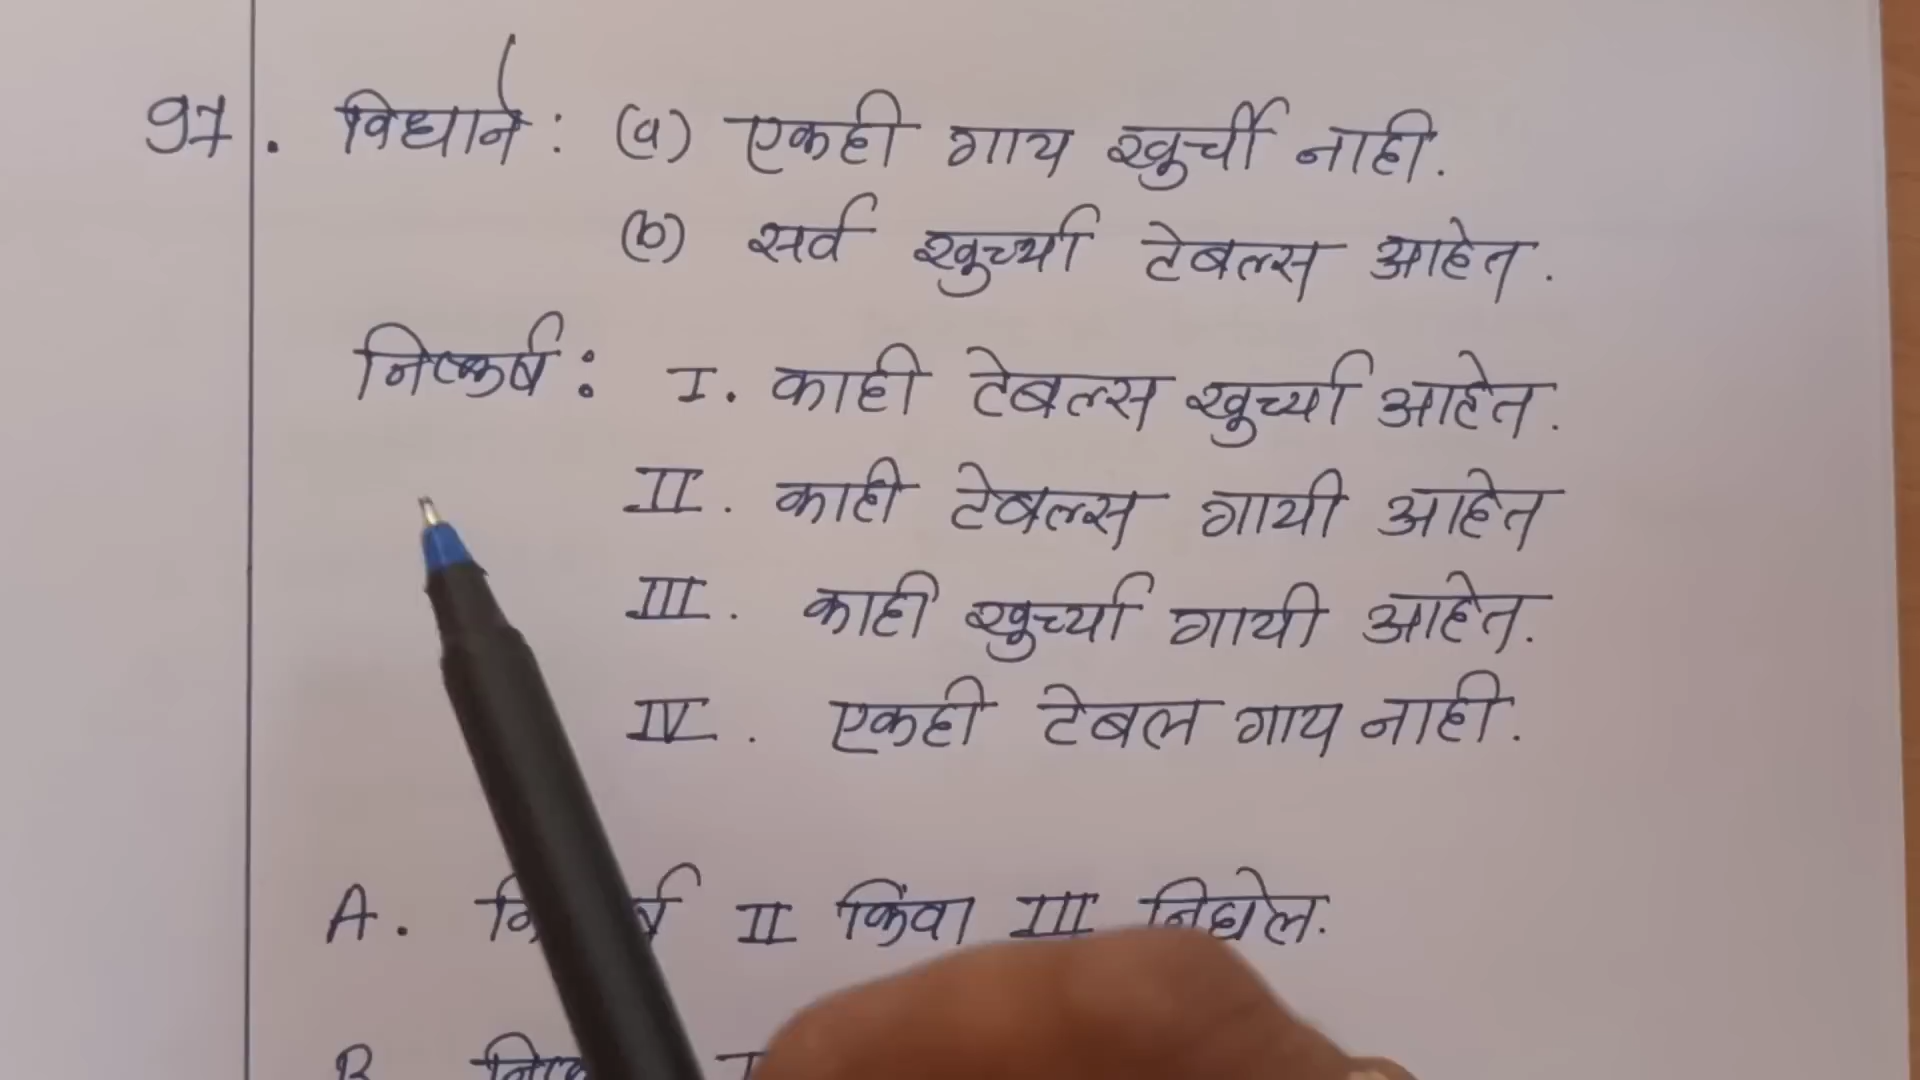 97. विधाने : (a) एकही गाय खुर्ची नाही.
(b) सर्व खुर्च्या टेबल्स आहेत.
निष्कर्ष : I. काही टेबल्स खुर्च्या आहेत.
II. काही टेबल्स गायी आहेत
III. काही खुर्च्या गायी आहेत.
IV. एकही टेबल गाय नाही.
A. II किंवा III निघेल.
B.